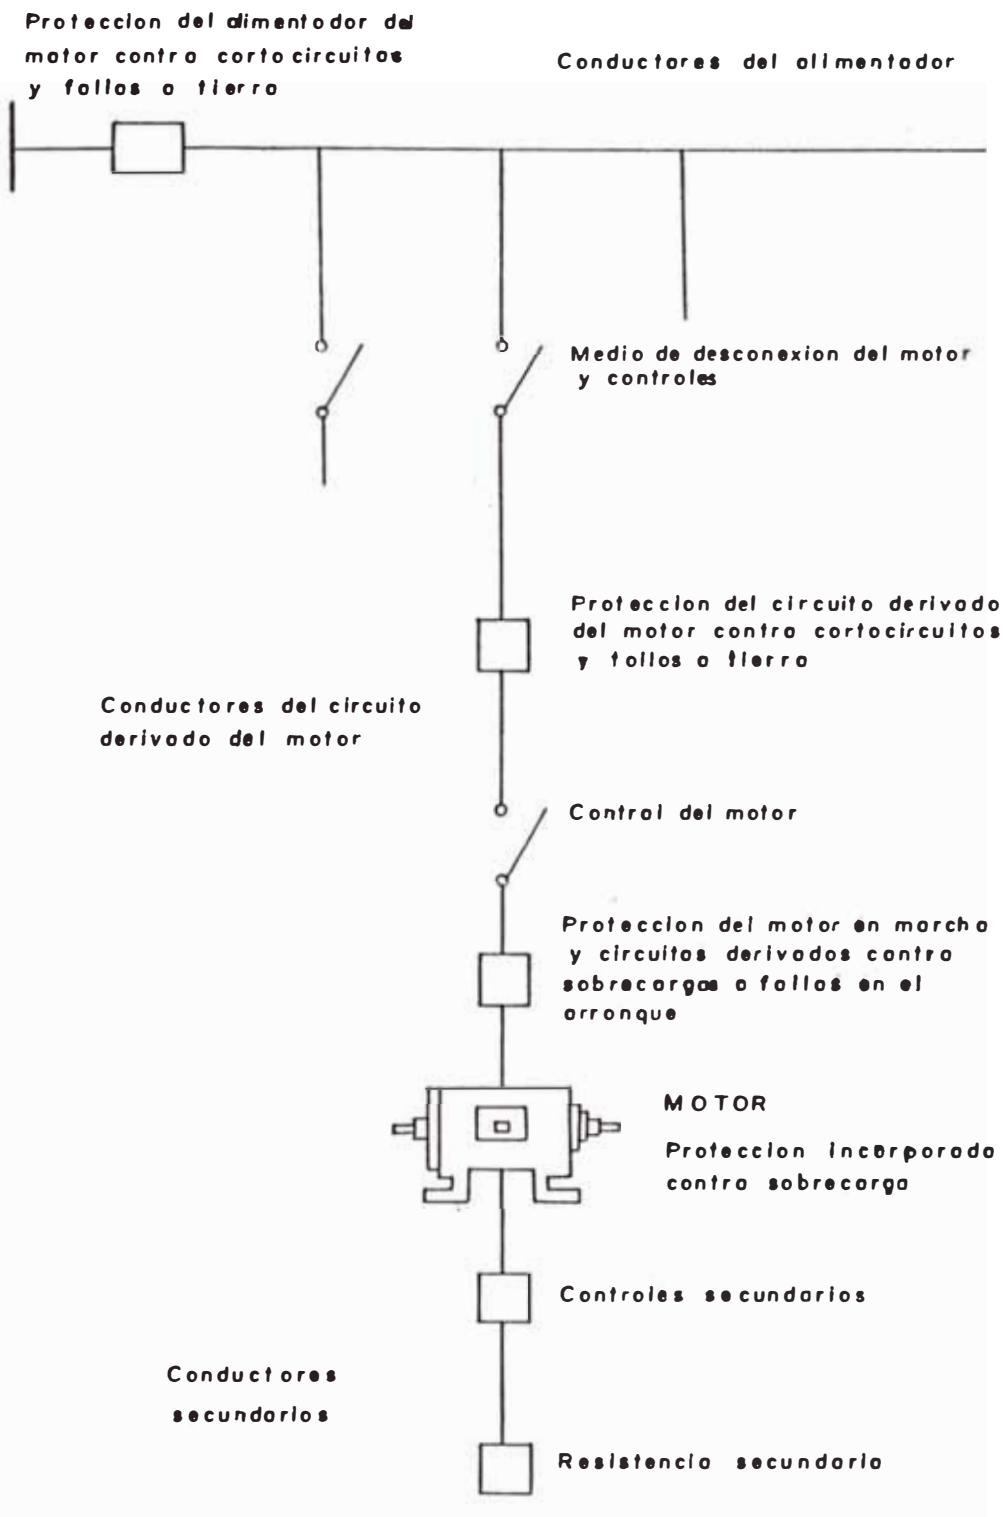 Proteccion del alimentador del
motor contra cortocircuitos
y fallas a tierra
Conductores del alimentador
Medio de desconexion del motor
y controles
Proteccion del circuito derivado
del motor contra cortocircuitos
y fallas a tierra
Conductores del circuito
derivado del motor
Control del motor
Proteccion del motor en marcha
y circuitos derivados contra
sobrecargas o fallas en el
arranque
MOTOR
Proteccion incorporada
contra sobrecarga
Controles secundarios
Conductores
secundarios
Resistencia secundaria